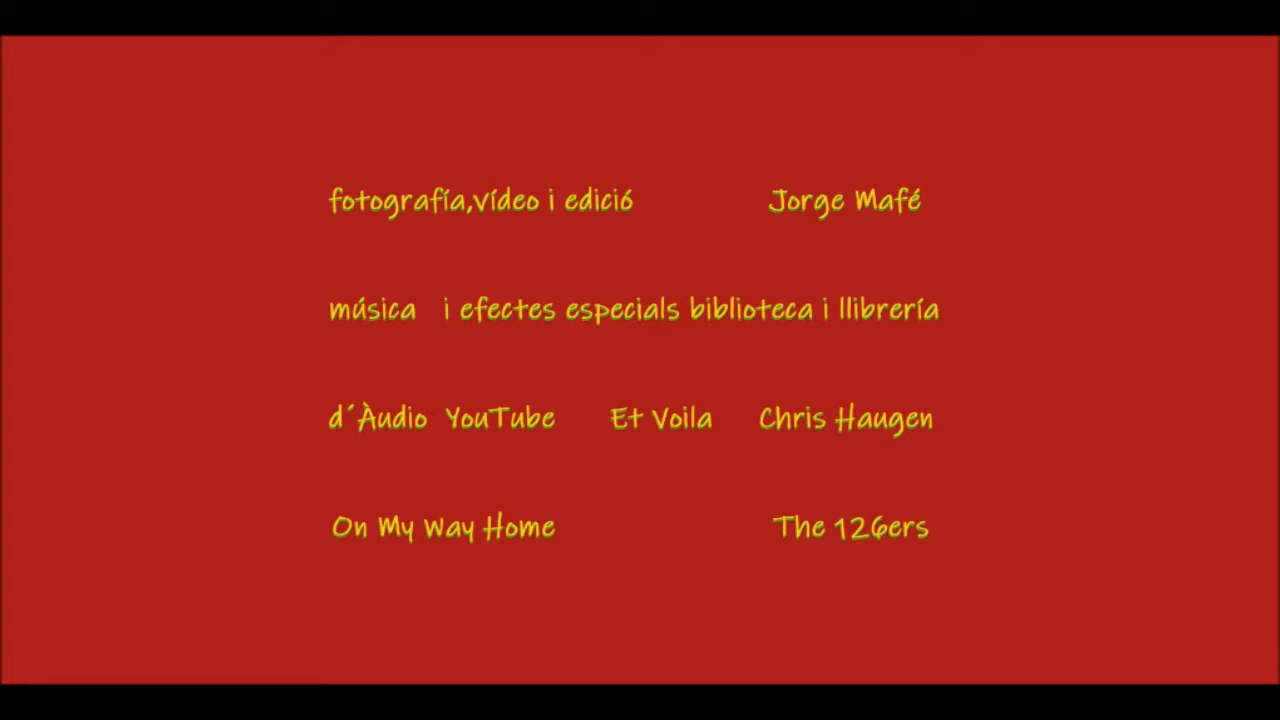 fotografía,vídeo i edició Jorge Mafé
música i efectes especials biblioteca i llibrería
d´Àudio YouTube Et Voila Chris Haugen
On My Way Home The 126ers